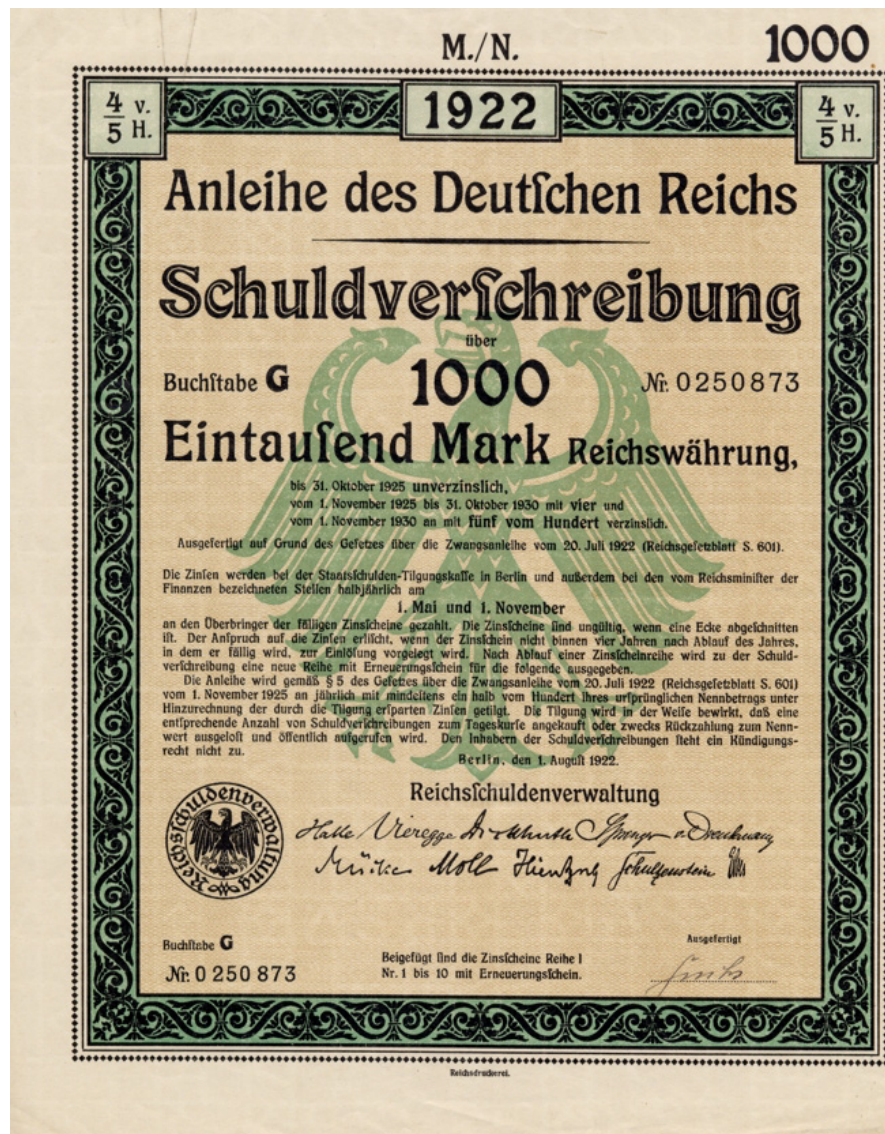 M./N. 1000
4/5 v. H. 1922 4/5 v. H.
Anleihe des Deutſchen Reichs
Schuldverſchreibung
über
Buchſtabe G 1000 Nr. 0250873
Eintauſend Mark Reichswährung,
bis 31. Oktober 1925 unverzinslich,
vom 1. November 1925 bis 31. Oktober 1930 mit vier und
vom 1. November 1930 an mit fünf vom Hundert verzinslich.
Ausgefertigt auf Grund des Geſetzes über die Zwangsanleihe vom 20. Juli 1922 (Reichsgeſetzblatt S. 601).
Die Zinſen werden bei der Staatsſchulden-Tilgungskaſſe in Berlin und außerdem bei den vom Reichsminiſter der
Finanzen bezeichneten Stellen halbjährlich am
1. Mai und 1. November
an den Überbringer der fälligen Zinsſcheine gezahlt. Die Zinsſcheine ſind ungültig, wenn eine Ecke abgeſchnitten
iſt. Der Anſpruch auf die Zinſen erliſcht, wenn der Zinsſchein nicht binnen vier Jahren nach Ablauf des Jahres,
in dem er fällig wird, zur Einlöſung vorgelegt wird. Nach Ablauf einer Zinsſcheinreihe wird zu der Schuld-
verſchreibung eine neue Reihe mit Erneuerungsſchein für die folgende ausgegeben.
Die Anleihe wird gemäß § 5 des Geſetzes über die Zwangsanleihe vom 20. Juli 1922 (Reichsgeſetzblatt S. 601)
vom 1. November 1925 an jährlich mit mindeſtens ein halb vom Hundert ihres urſprünglichen Nennbetrags unter
Hinzurechnung der durch die Tilgung erſparten Zinſen getilgt. Die Tilgung wird in der Weiſe bewirkt, daß eine
entſprechende Anzahl von Schuldverſchreibungen zum Tageskurſe angekauft oder zwecks Rückzahlung zum Nenn-
wert ausgeloſt und öffentlich aufgerufen wird. Den Inhabern der Schuldverſchreibungen ſteht ein Kündigungs-
recht nicht zu.
Berlin, den 1. Auguſt 1922.
Reichsſchuldenverwaltung
Reichsſchuldenverwaltung
Halle Vieregge
Mücke Moll Schultzenstein
Buchſtabe G
Nr. 0 250 873
Beigefügt ſind die Zinsſcheine Reihe I
Nr. 1 bis 10 mit Erneuerungsſchein.
Ausgefertigt
Reichsdruckerei.